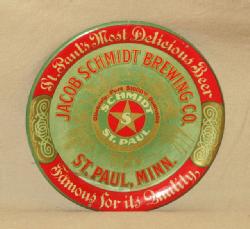 St. Paul's Most Delicious Beer
JACOB SCHMIDT BREWING CO.
SCHMIDT
S
ST. PAUL
ST. PAUL, MINN.
Famous for its Quality